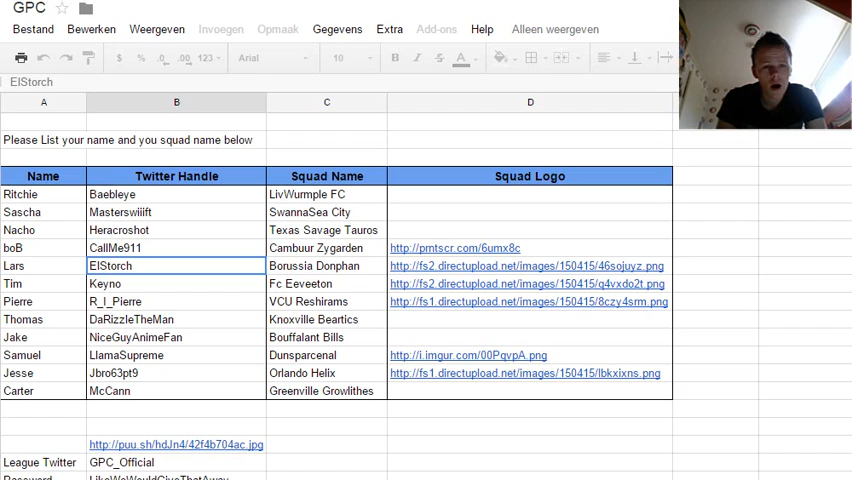 GPC
Bestand Bewerken Weergeven Invoegen Opmaak Gegevens Extra Add-ons Help Alleen weergeven
$ % .0 .00 123 Arial 10 B I S A
ElStorch
A B C D
Please List your name and you squad name below
Name Twitter Handle Squad Name Squad Logo
Ritchie Baebleye LivWurmple FC
Sascha Masterswiiift SwannaSea City
Nacho Heracroshot Texas Savage Tauros
boB CallMe911 Cambuur Zygarden http://prntscr.com/6umx8c
Lars ElStorch Borussia Donphan http://fs2.directupload.net/images/150415/46sojuyz.png
Tim Keyno Fc Eeveeton http://fs2.directupload.net/images/150415/q4vxdo2t.png
Pierre R_I_Pierre VCU Reshirams http://fs1.directupload.net/images/150415/8czy4srm.png
Thomas DaRizzleTheMan Knoxville Beartics
Jake NiceGuyAnimeFan Bouffalant Bills
Samuel LlamaSupreme Dunsparcenal http://i.imgur.com/00PqvpA.png
Jesse Jbro63pt9 Orlando Helix http://fs1.directupload.net/images/150415/lbkxixns.png
Carter McCann Greenville Growlithes
http://puu.sh/hdJn4/42f4b704ac.jpg
League Twitter GPC_Official
Password LikeWeWouldGiveThatAway